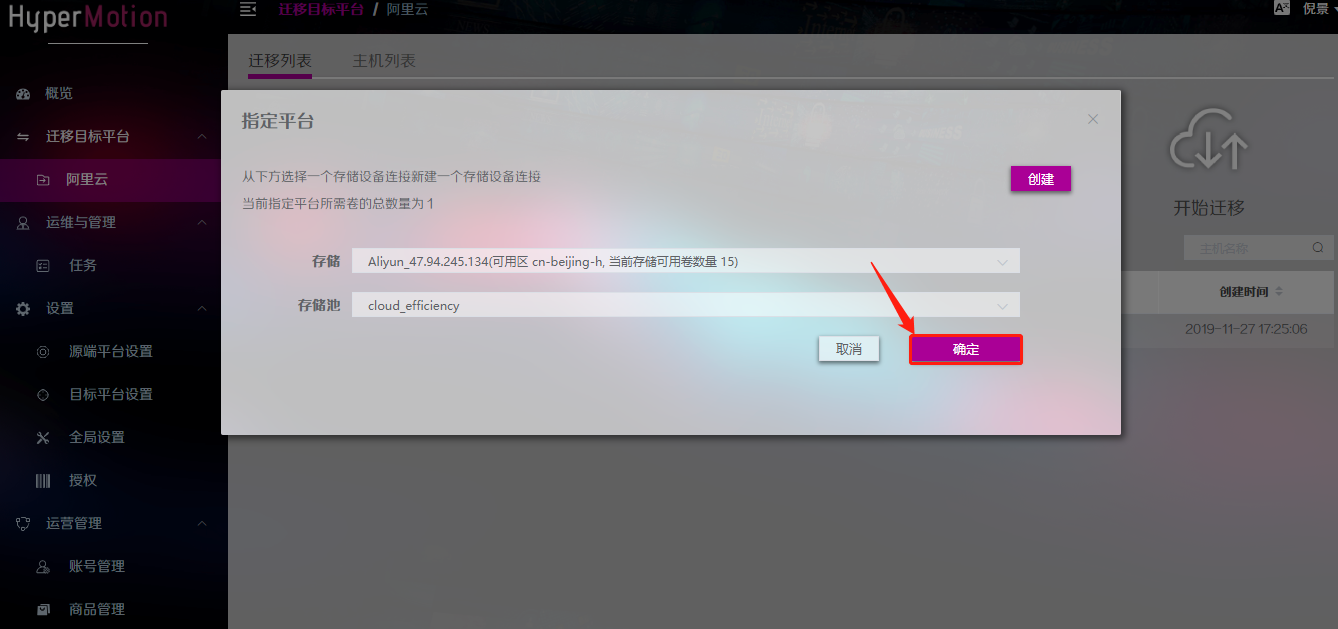 HyperMotion
迁移目标平台 / 阿里云
倪景
概览
迁移目标平台
阿里云
运维与管理
任务
设置
源端平台设置
目标平台设置
全局设置
授权
运营管理
账号管理
商品管理
迁移列表
主机列表
指定平台
从下方选择一个存储设备连接新建一个存储设备连接
创建
当前指定平台所需卷的总数量为 1
存储
Aliyun_47.94.245.134(可用区 cn-beijing-h, 当前存储可用卷数量 15)
存储池
cloud_efficiency
取消
确定
开始迁移
主机名称
创建时间
2019-11-27 17:25:06